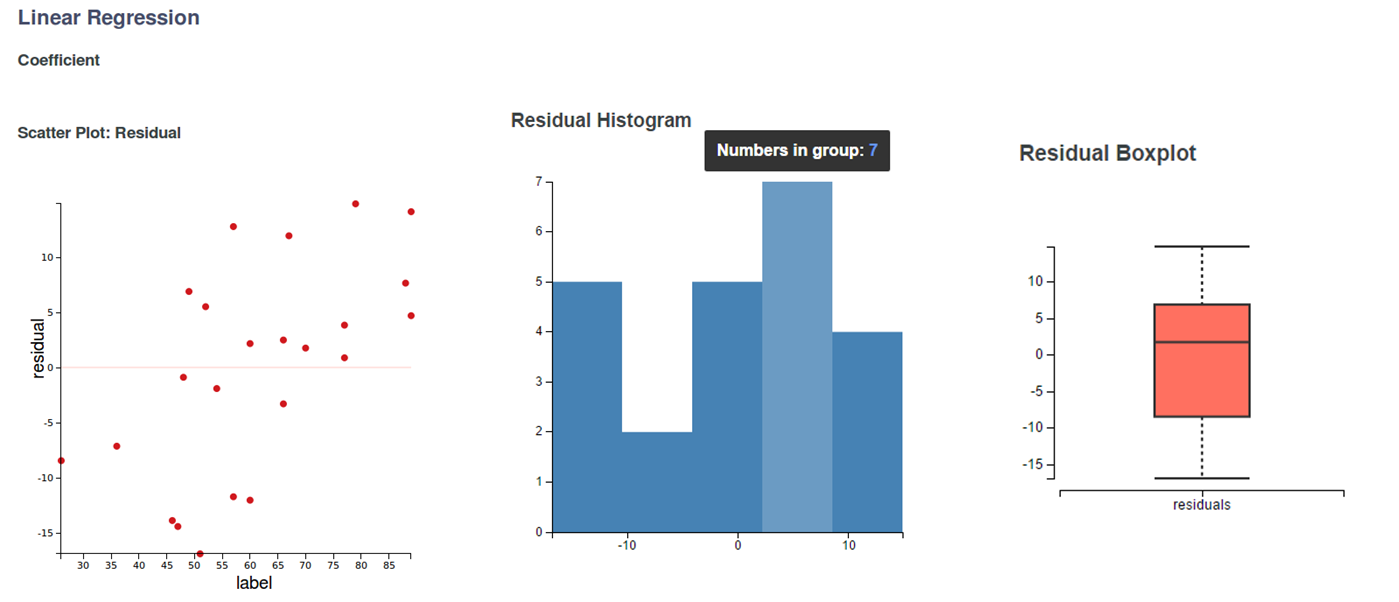 Linear Regression
Coefficient
Scatter Plot: Residual
10
5
0
-5
-10
-15
residual
30 35 40 45 50 55 60 65 70 75 80 85
label
Residual Histogram
Numbers in group: 7
7
6
5
4
3
2
1
0
-10 0 10
Residual Boxplot
10
5
0
-5
-10
-15
residuals